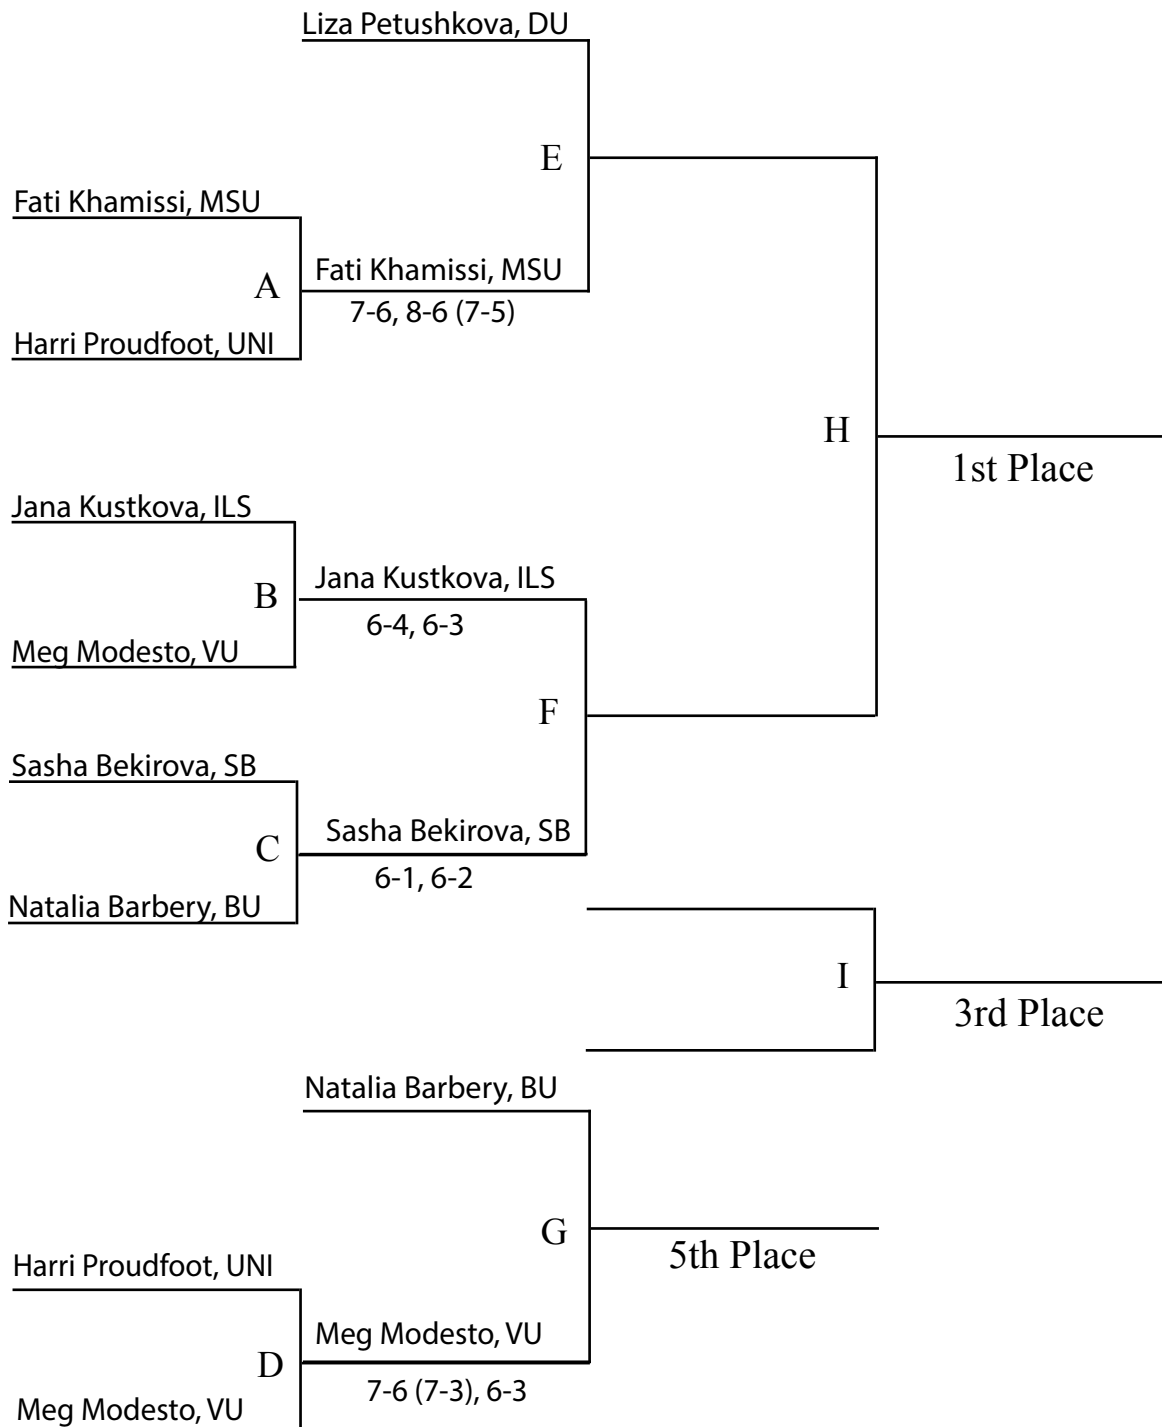 Liza Petushkova, DU
E
Fati Khamissi, MSU
Fati Khamissi, MSU
A
7-6, 8-6 (7-5)
Harri Proudfoot, UNI
H
1st Place
Jana Kustkova, ILS
Jana Kustkova, ILS
B
6-4, 6-3
Meg Modesto, VU
F
Sasha Bekirova, SB
Sasha Bekirova, SB
C
6-1, 6-2
Natalia Barbery, BU
I
3rd Place
Natalia Barbery, BU
G
5th Place
Harri Proudfoot, UNI
Meg Modesto, VU
D
7-6 (7-3), 6-3
Meg Modesto, VU